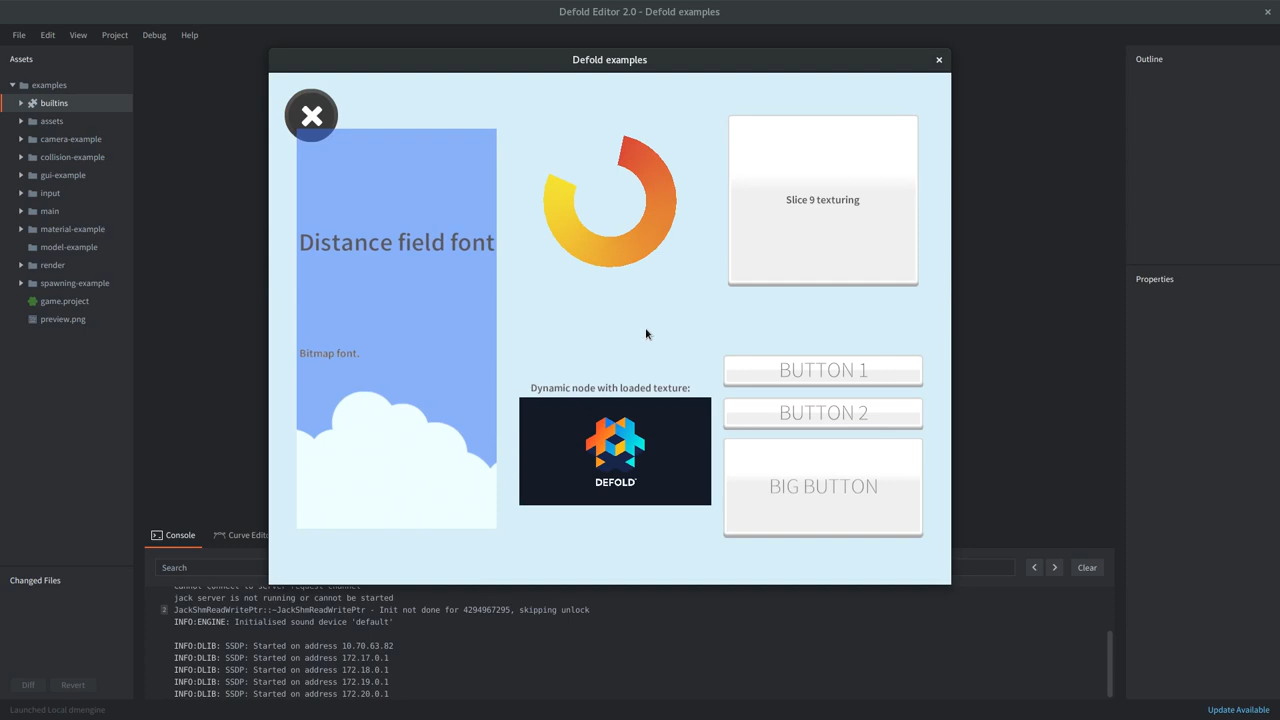 Defold Editor 2.0 - Defold examples
File Edit View Project Debug Help
Assets
examples
builtins
assets
camera-example
collision-example
gui-example
input
main
material-example
model-example
render
spawning-example
game.project
preview.png
Changed Files
Diff Revert
Launched Local dmengine
Defold examples
Distance field font
Bitmap font.
Dynamic node with loaded texture:
DEFOLD
Slice 9 texturing
BUTTON 1
BUTTON 2
BIG BUTTON
Console
Search
Clear
jack server is not running or cannot be started
2 JackShmReadWritePtr::~JackShmReadWritePtr - Init not done for 4294967295, skipping unlock
INFO:ENGINE: Initialised sound device 'default'
INFO:DLIB: SSDP: Started on address 10.70.63.82
INFO:DLIB: SSDP: Started on address 172.17.0.1
INFO:DLIB: SSDP: Started on address 172.18.0.1
INFO:DLIB: SSDP: Started on address 172.19.0.1
INFO:DLIB: SSDP: Started on address 172.20.0.1
Outline
Properties
Update Available